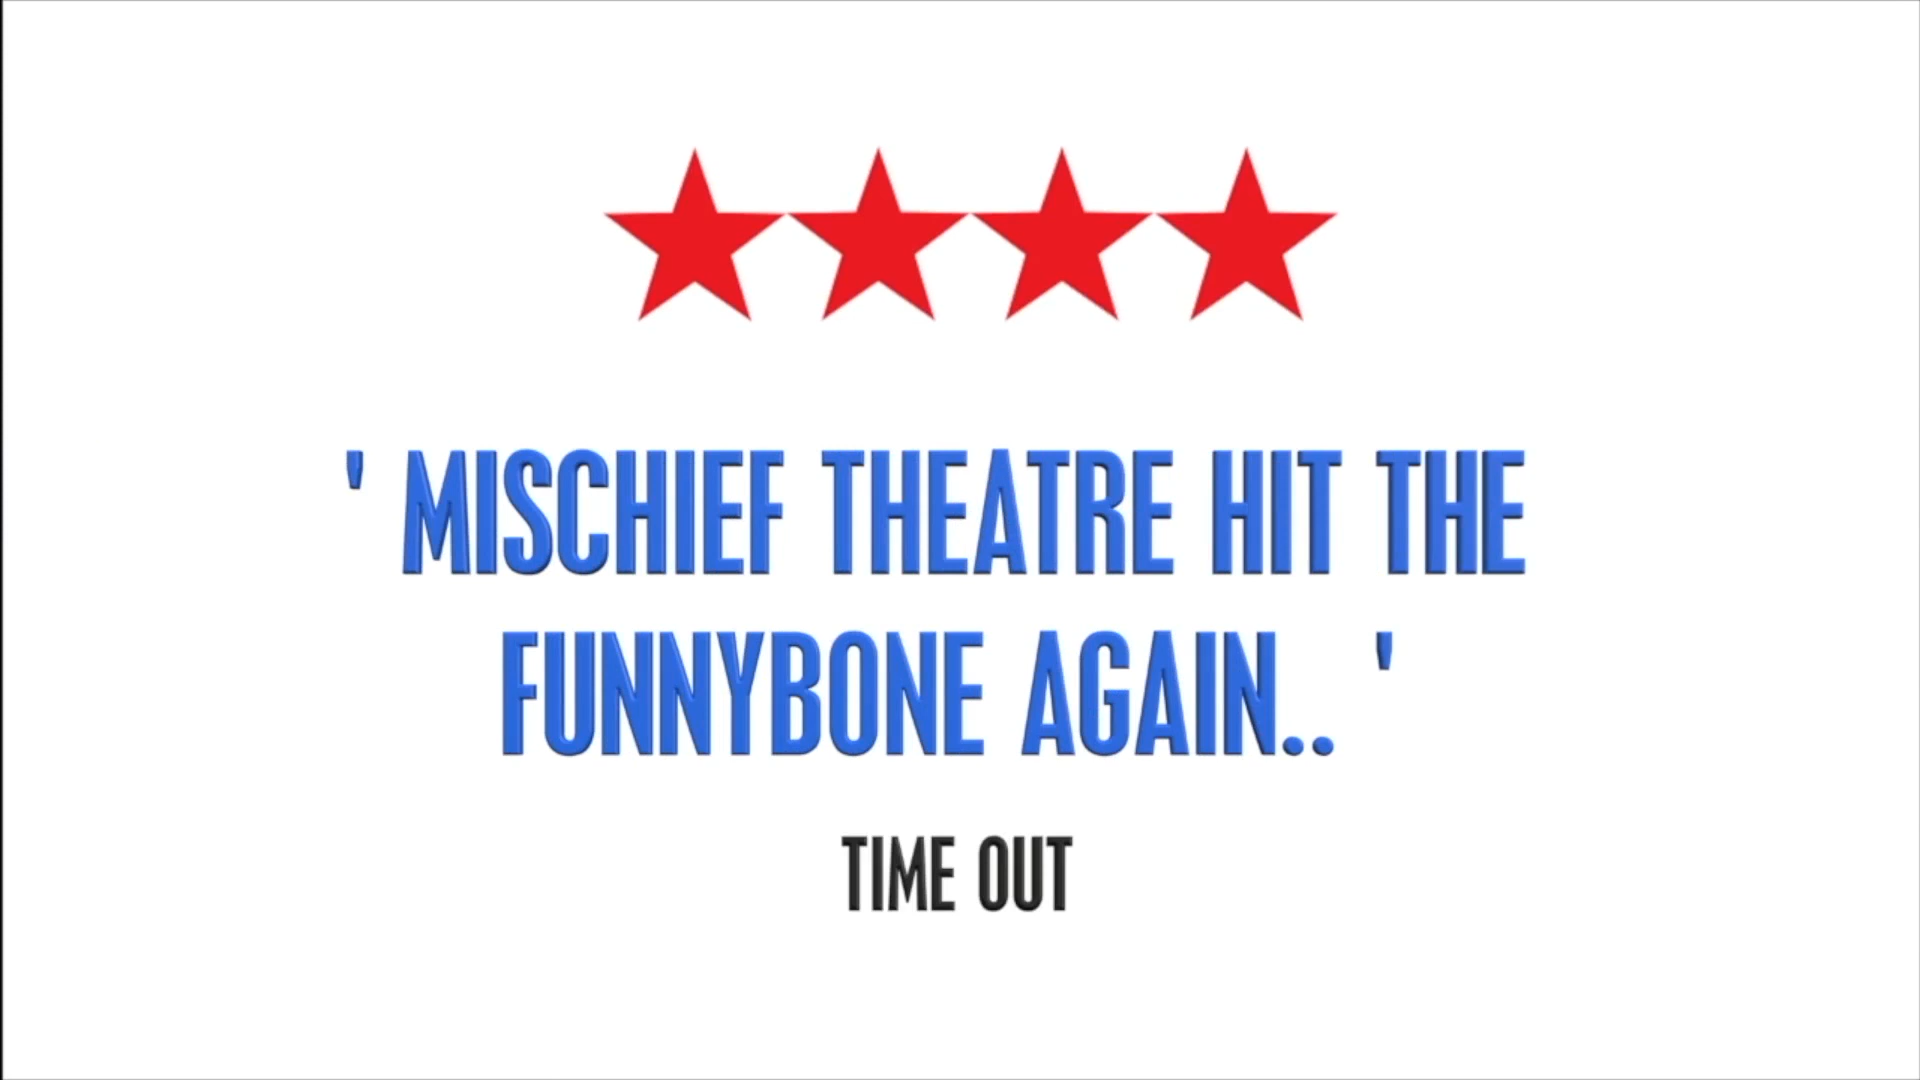 ' MISCHIEF THEATRE HIT THE
FUNNYBONE AGAIN.. '
TIME OUT